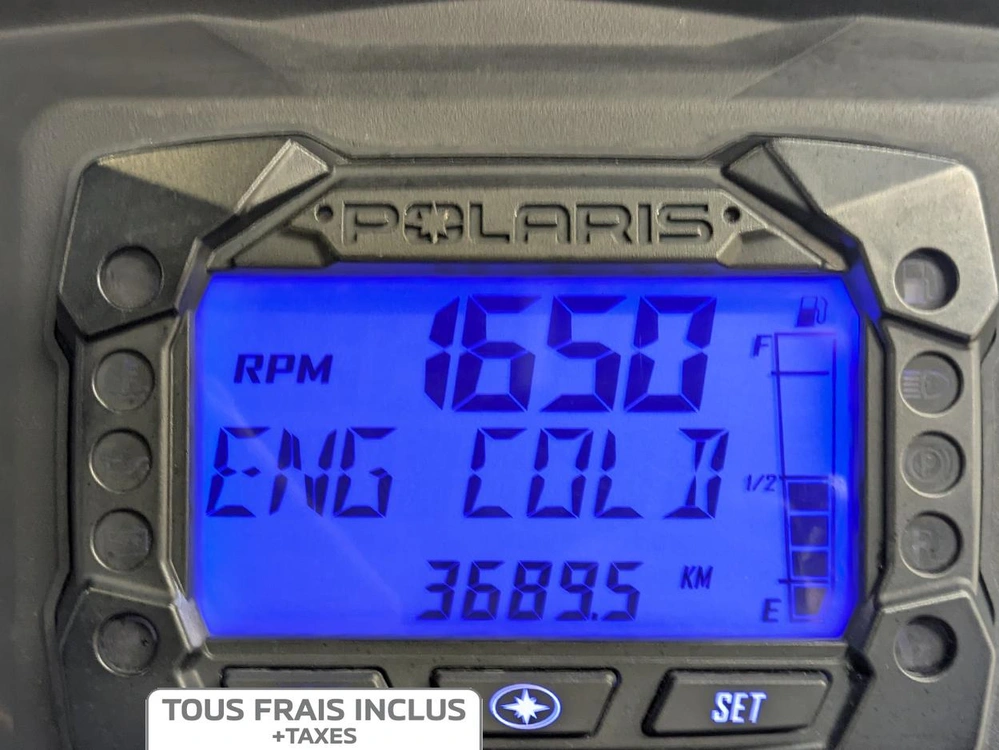 POLARIS
RPM 1650
F
ENG COLD
1/2
3689.5 KM
E
SET
TOUS FRAIS INCLUS
+TAXES